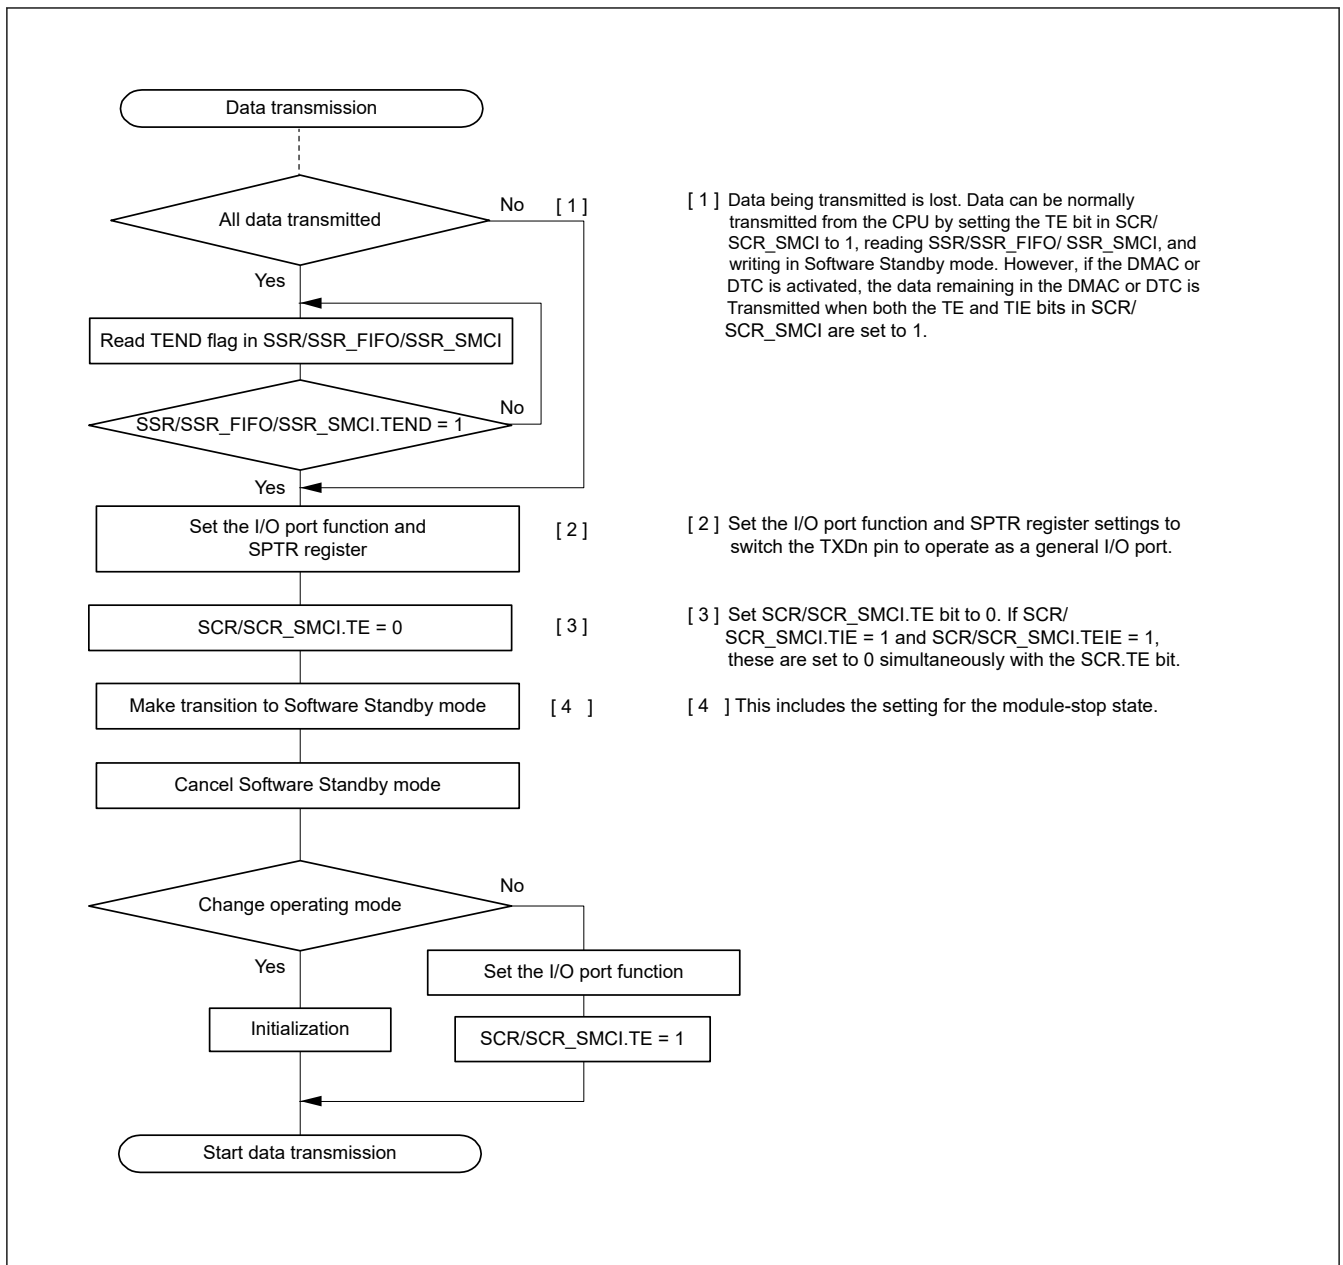 Data transmission
All data transmitted
No [ 1 ]
Yes
[ 1 ] Data being transmitted is lost. Data can be normally
transmitted from the CPU by setting the TE bit in SCR/
SCR_SMCI to 1, reading SSR/SSR_FIFO/ SSR_SMCI, and
writing in Software Standby mode. However, if the DMAC or
DTC is activated, the data remaining in the DMAC or DTC is
Transmitted when both the TE and TIE bits in SCR/
SCR_SMCI are set to 1.
Read TEND flag in SSR/SSR_FIFO/SSR_SMCI
SSR/SSR_FIFO/SSR_SMCI.TEND = 1
No
Yes
Set the I/O port function and
SPTR register
[ 2 ]
[ 2 ] Set the I/O port function and SPTR register settings to
switch the TXDn pin to operate as a general I/O port.
SCR/SCR_SMCI.TE = 0
[ 3 ]
[ 3 ] Set SCR/SCR_SMCI.TE bit to 0. If SCR/
SCR_SMCI.TIE = 1 and SCR/SCR_SMCI.TEIE = 1,
these are set to 0 simultaneously with the SCR.TE bit.
Make transition to Software Standby mode
[ 4 ]
[ 4 ] This includes the setting for the module-stop state.
Cancel Software Standby mode
Change operating mode
No
Yes
Set the I/O port function
Initialization
SCR/SCR_SMCI.TE = 1
Start data transmission